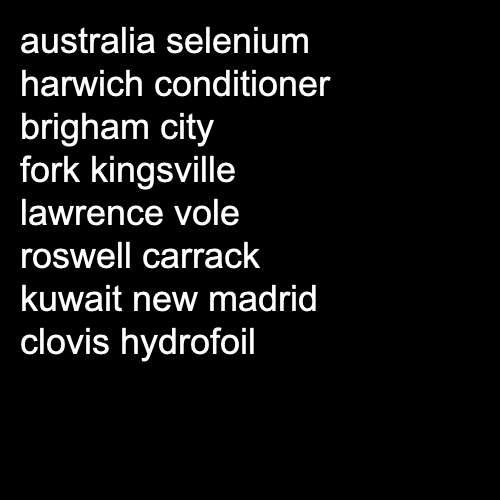 australia selenium
harwich conditioner
brigham city
fork kingsville
lawrence vole
roswell carrack
kuwait new madrid
clovis hydrofoil